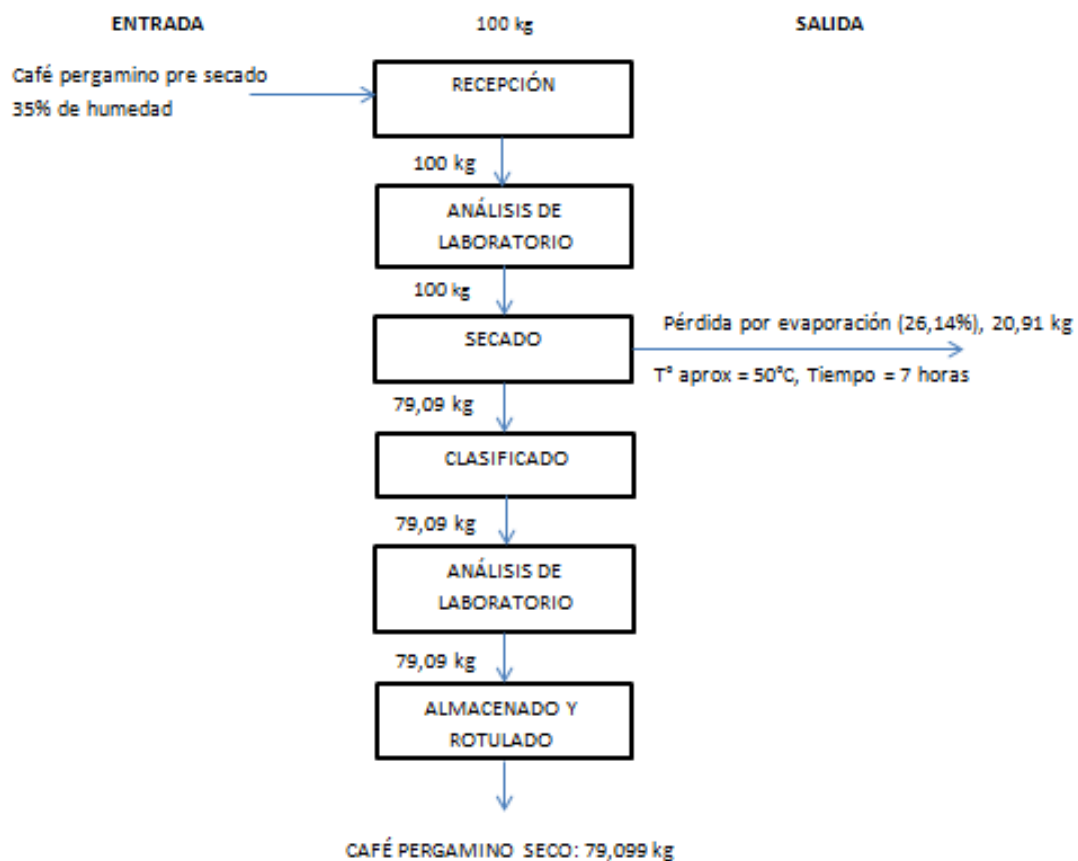 ENTRADA
100 kg
SALIDA
Café pergamino pre secado
35% de humedad
RECEPCIÓN
100 kg
ANÁLISIS DE
LABORATORIO
100 kg
SECADO
Pérdida por evaporación (26,14%), 20,91 kg
T° aprox = 50°C, Tiempo = 7 horas
79,09 kg
CLASIFICADO
79,09 kg
ANÁLISIS DE
LABORATORIO
79,09 kg
ALMACENADO Y
ROTULADO
CAFÉ PERGAMINO SECO: 79,099 kg